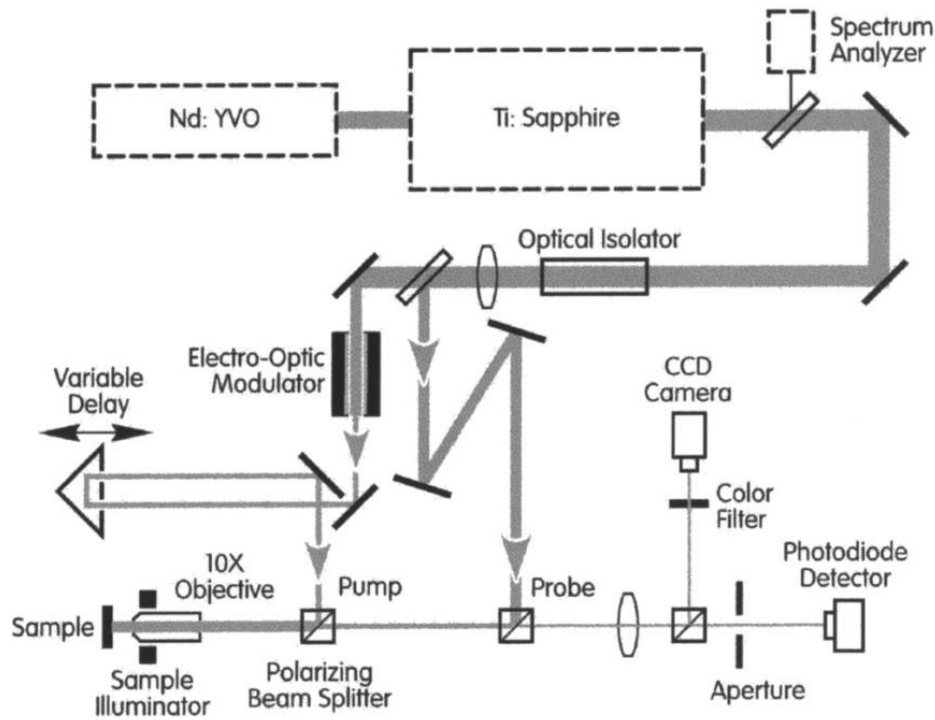 Spectrum
Analyzer
Nd: YVO
Ti: Sapphire
Optical Isolator
Electro-Optic
Modulator
Variable
Delay
CCD
Camera
Color
Filter
10X
Objective
Pump
Probe
Photodiode
Detector
Sample
Sample
Illuminator
Polarizing
Beam Splitter
Aperture